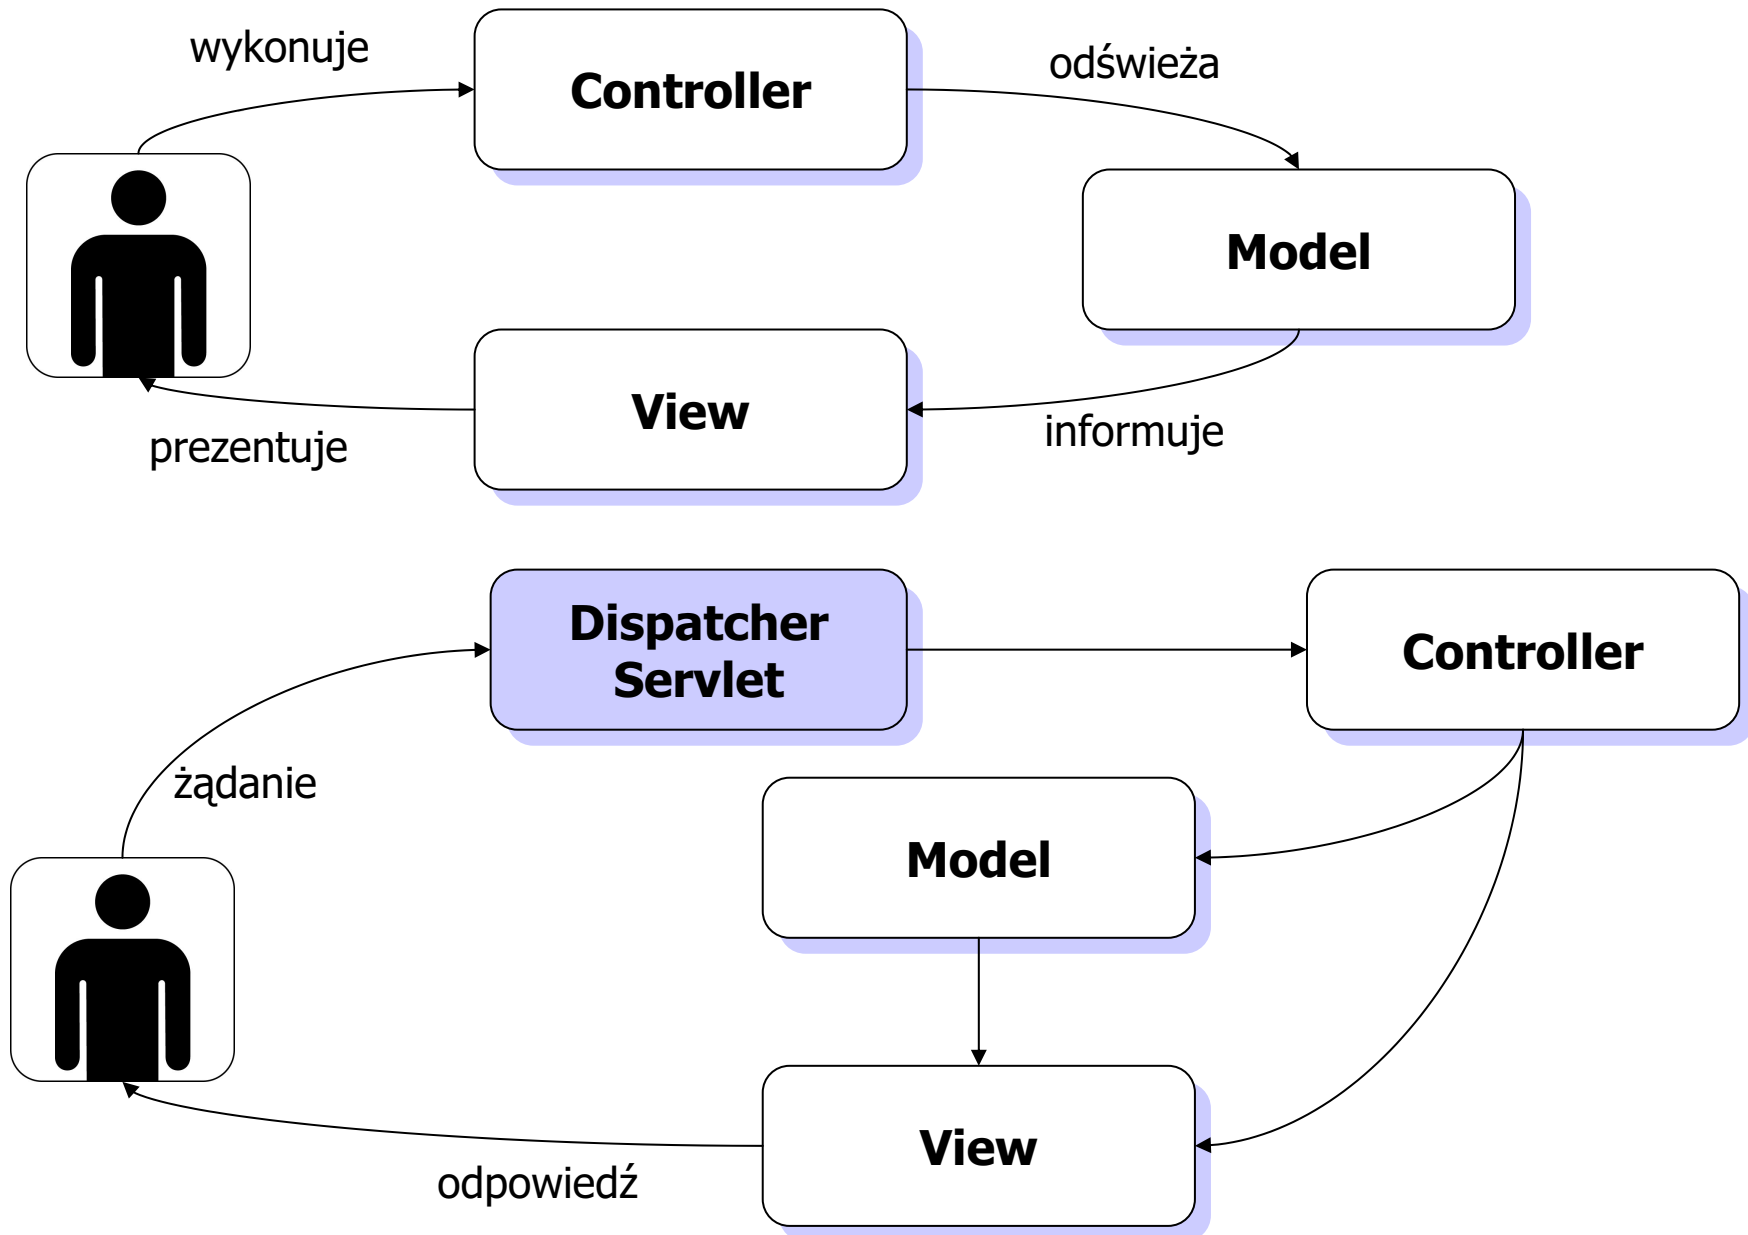 wykonuje
Controller
odświeża
Model
View
informuje
prezentuje
Dispatcher
Servlet
Controller
żądanie
Model
View
odpowiedź